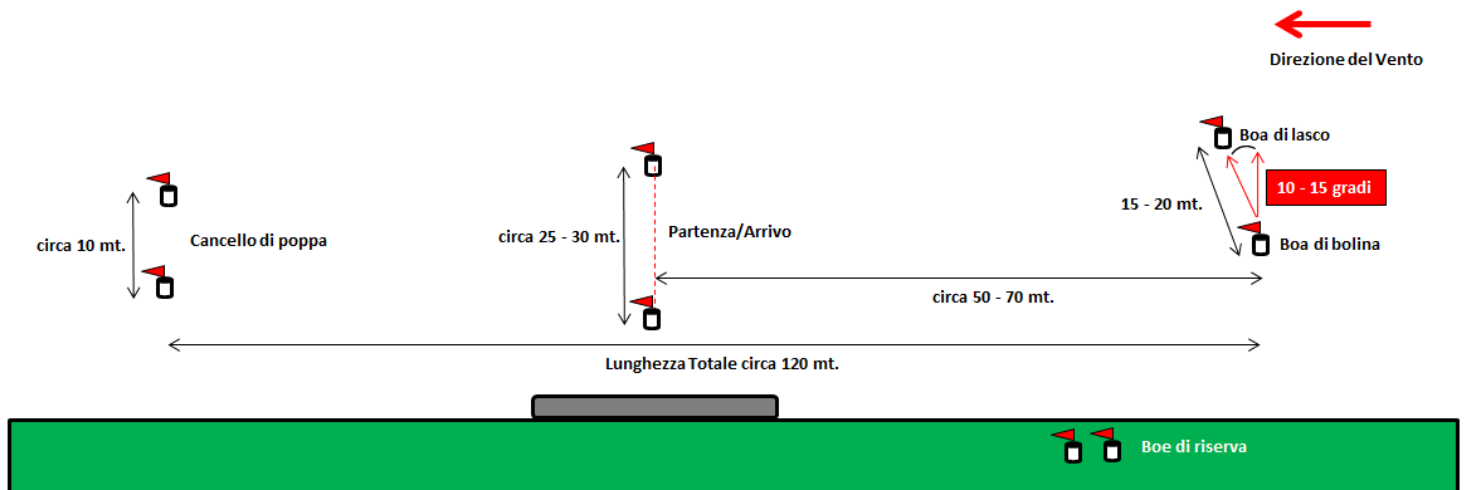 Direzione del Vento
Boa di lasco
10 - 15 gradi
15 - 20 mt.
circa 10 mt.
Cancello di poppa
circa 25 - 30 mt.
Partenza/Arrivo
Boa di bolina
circa 50 - 70 mt.
Lunghezza Totale circa 120 mt.
Boe di riserva